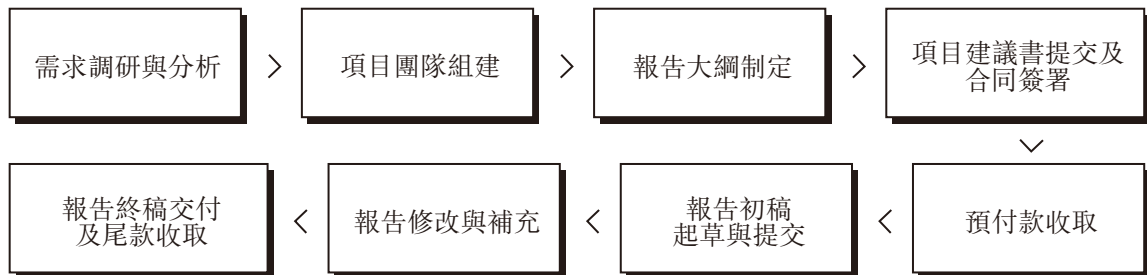 需求調研與分析
項目團隊組建
報告大綱制定
項目建議書提交及
合同簽署
預付款收取
報告初稿
起草與提交
報告修改與補充
報告終稿交付
及尾款收取